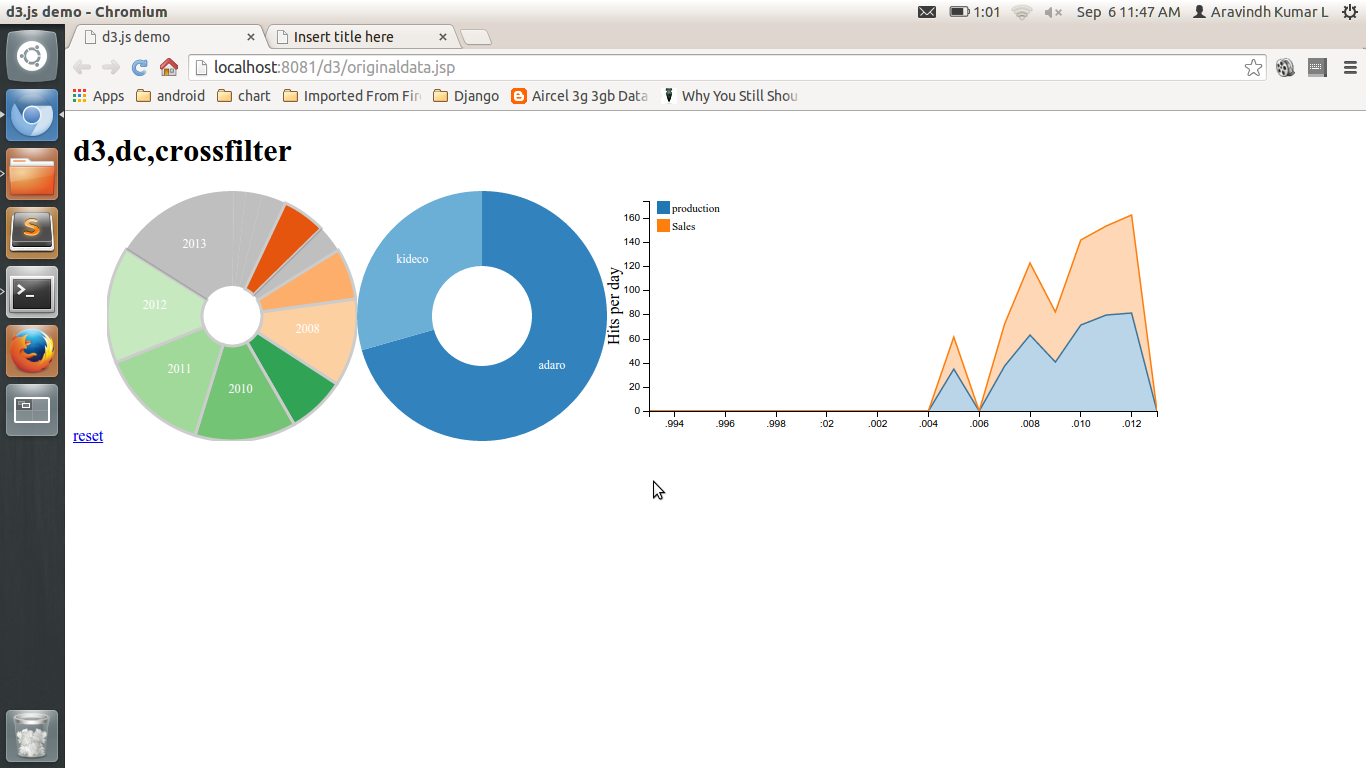 d3.js demo - Chromium
1:01
Sep 6 11:47 AM
Aravindh Kumar L
d3.js demo
Insert title here
localhost:8081/d3/originaldata.jsp
Apps
android
chart
Imported From Fire
Django
Aircel 3g 3gb Data
Why You Still Shou
d3,dc,crossfilter
2013
2012
2011
2010
2008
reset
kideco
adaro
production
Sales
Hits per day
160
140
120
100
80
60
40
20
0
.994
.996
.998
:02
.002
.004
.006
.008
.010
.012